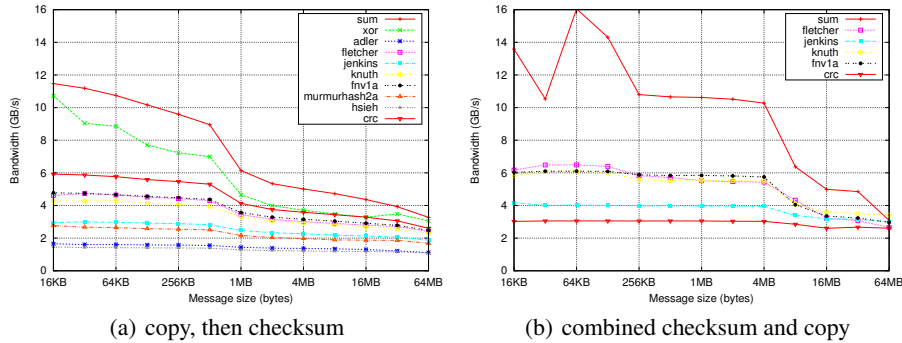 16
14
12
10
8
6
4
2
0
Bandwidth (GB/s)
16KB 64KB 256KB 1MB 4MB 16MB 64MB
Message size (bytes)
sum
xor
adler
fletcher
jenkins
knuth
fnv1a
murmurhash2a
hsieh
crc
(a) copy, then checksum
16
14
12
10
8
6
4
2
0
Bandwidth (GB/s)
16KB 64KB 256KB 1MB 4MB 16MB 64MB
Message size (bytes)
sum
fletcher
jenkins
knuth
fnv1a
crc
(b) combined checksum and copy